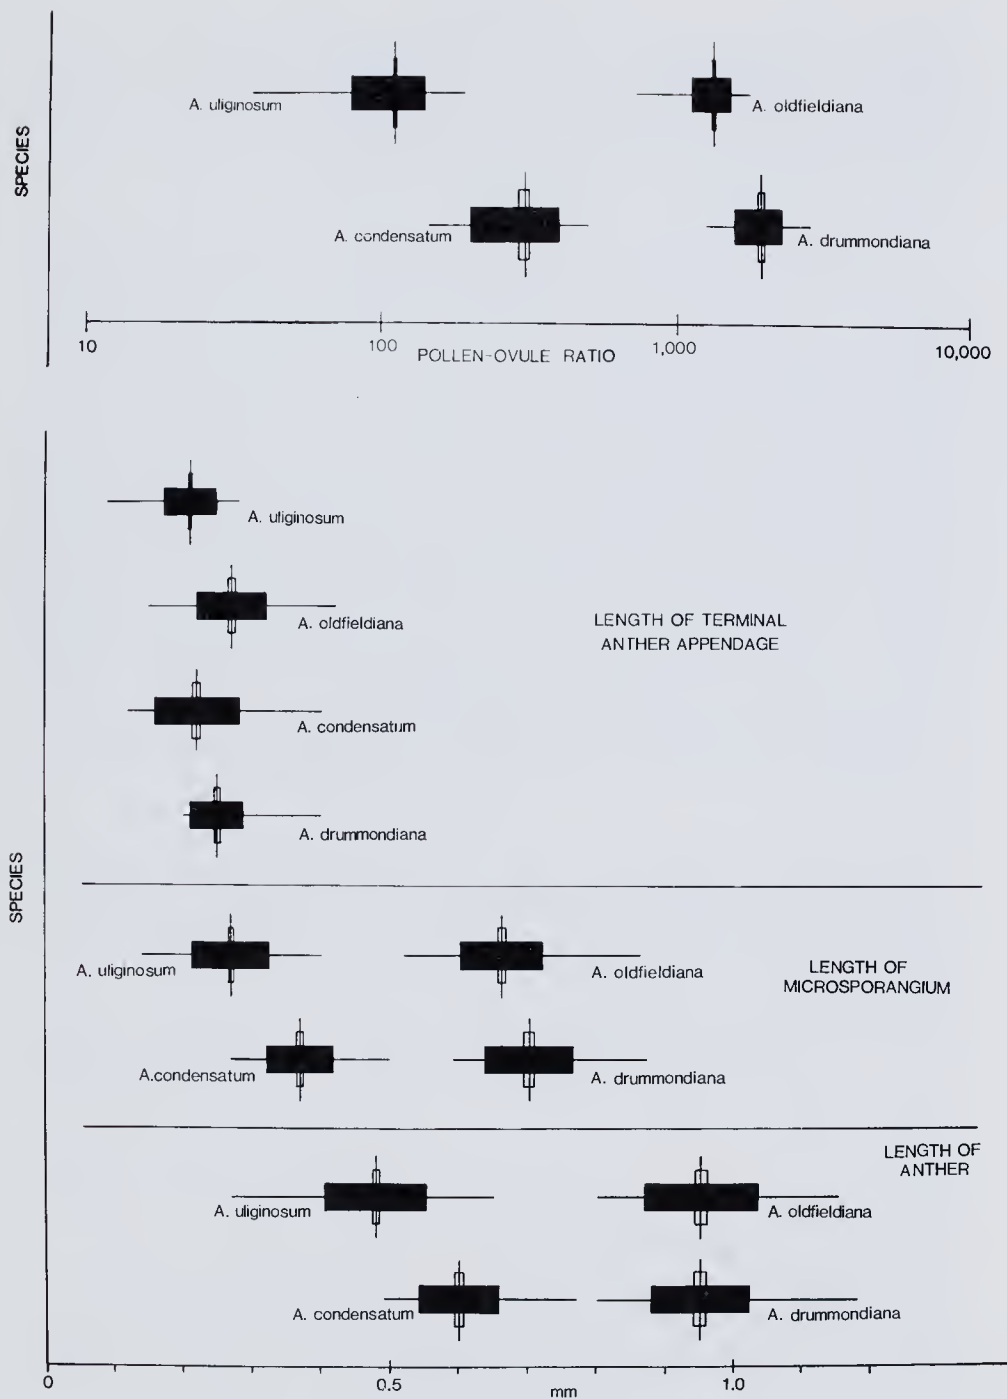 SPECIES
A. uliginosum
A. oldfieldiana
A. condensatum
A. drummondiana
10
100
1,000
10,000
POLLEN-OVULE RATIO
SPECIES
A. uliginosum
A. oldfieldiana
LENGTH OF TERMINAL
ANTHER APPENDAGE
A. condensatum
A. drummondiana
A. uliginosum
A. oldfieldiana
LENGTH OF
MICROSPORANGIUM
A.condensatum
A. drummondiana
LENGTH OF
ANTHER
A. uliginosum
A. oldfieldiana
A. condensatum
A. drummondiana
0
0.5
1.0
mm